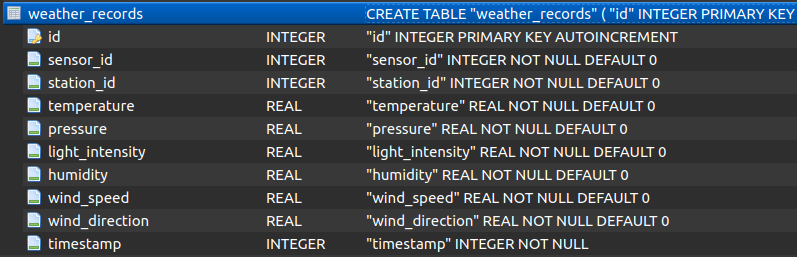 weather_records CREATE TABLE "weather_records" ( "id" INTEGER PRIMARY KEY
id INTEGER "id" INTEGER PRIMARY KEY AUTOINCREMENT
sensor_id INTEGER "sensor_id" INTEGER NOT NULL DEFAULT 0
station_id INTEGER "station_id" INTEGER NOT NULL DEFAULT 0
temperature REAL "temperature" REAL NOT NULL DEFAULT 0
pressure REAL "pressure" REAL NOT NULL DEFAULT 0
light_intensity REAL "light_intensity" REAL NOT NULL DEFAULT 0
humidity REAL "humidity" REAL NOT NULL DEFAULT 0
wind_speed REAL "wind_speed" REAL NOT NULL DEFAULT 0
wind_direction REAL "wind_direction" REAL NOT NULL DEFAULT 0
timestamp INTEGER "timestamp" INTEGER NOT NULL